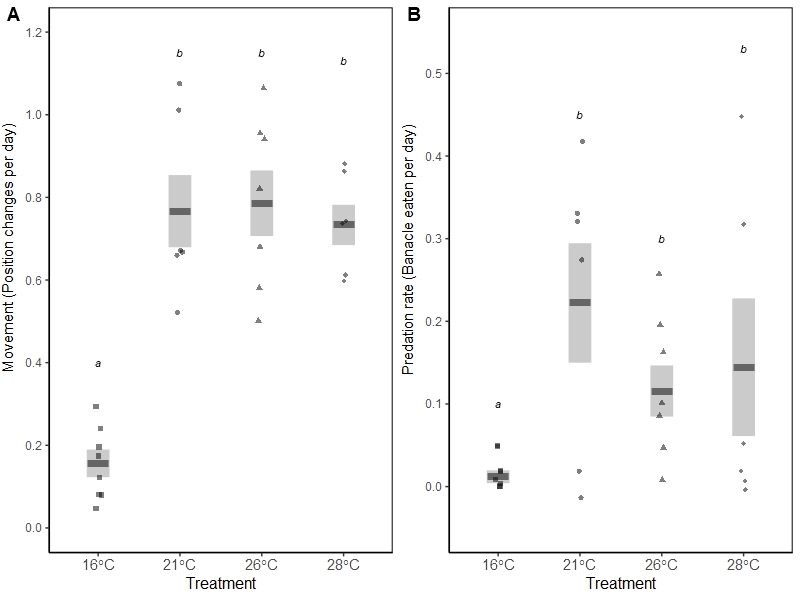 A
Movement (Position changes per day)
1.2
1.0
0.8
0.6
0.4
0.2
0.0
a
b
b
b
16°C
21°C
26°C
28°C
Treatment
B
Predation rate (Banacle eaten per day)
0.5
0.4
0.3
0.2
0.1
0.0
a
b
b
b
16°C
21°C
26°C
28°C
Treatment